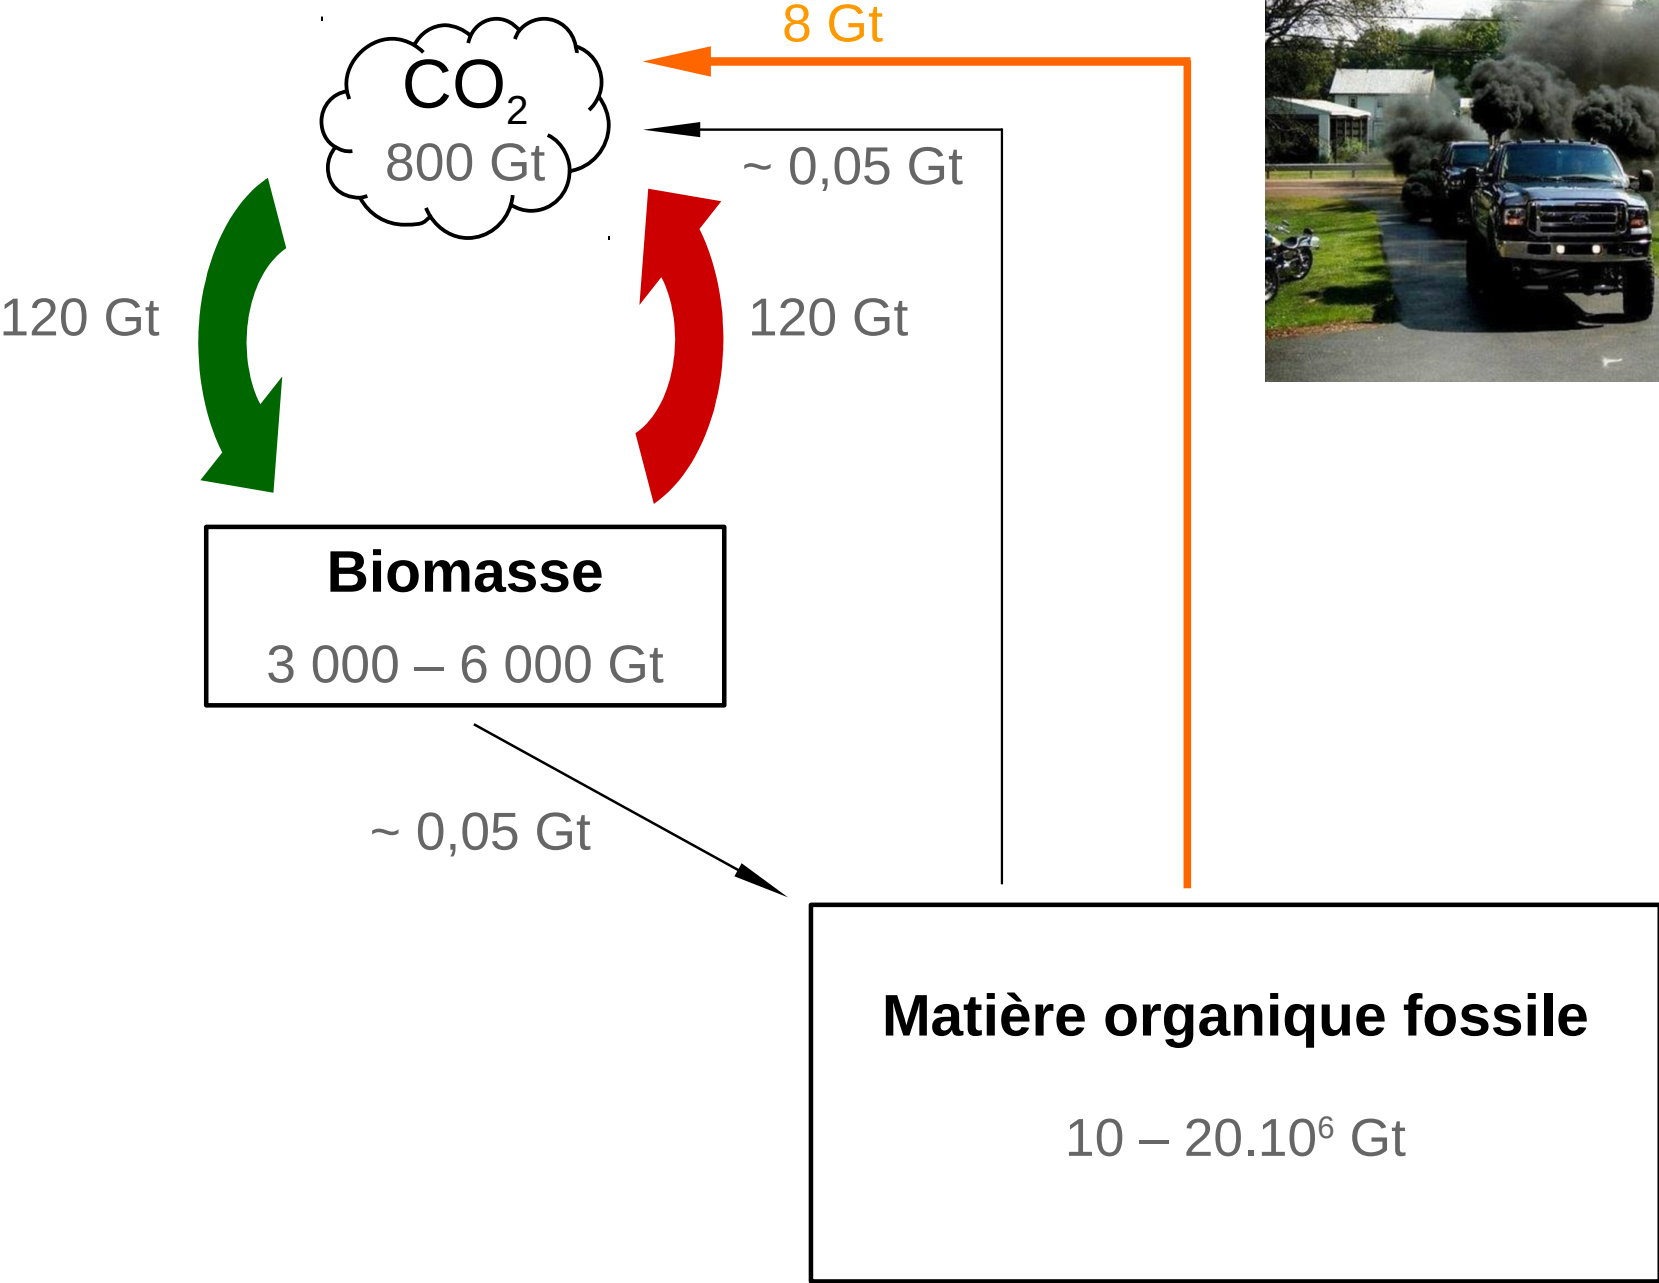 8 Gt
CO₂
800 Gt
~ 0,05 Gt
120 Gt
120 Gt
Biomasse
3 000 – 6 000 Gt
~ 0,05 Gt
Matière organique fossile
10 – 20.10⁶ Gt